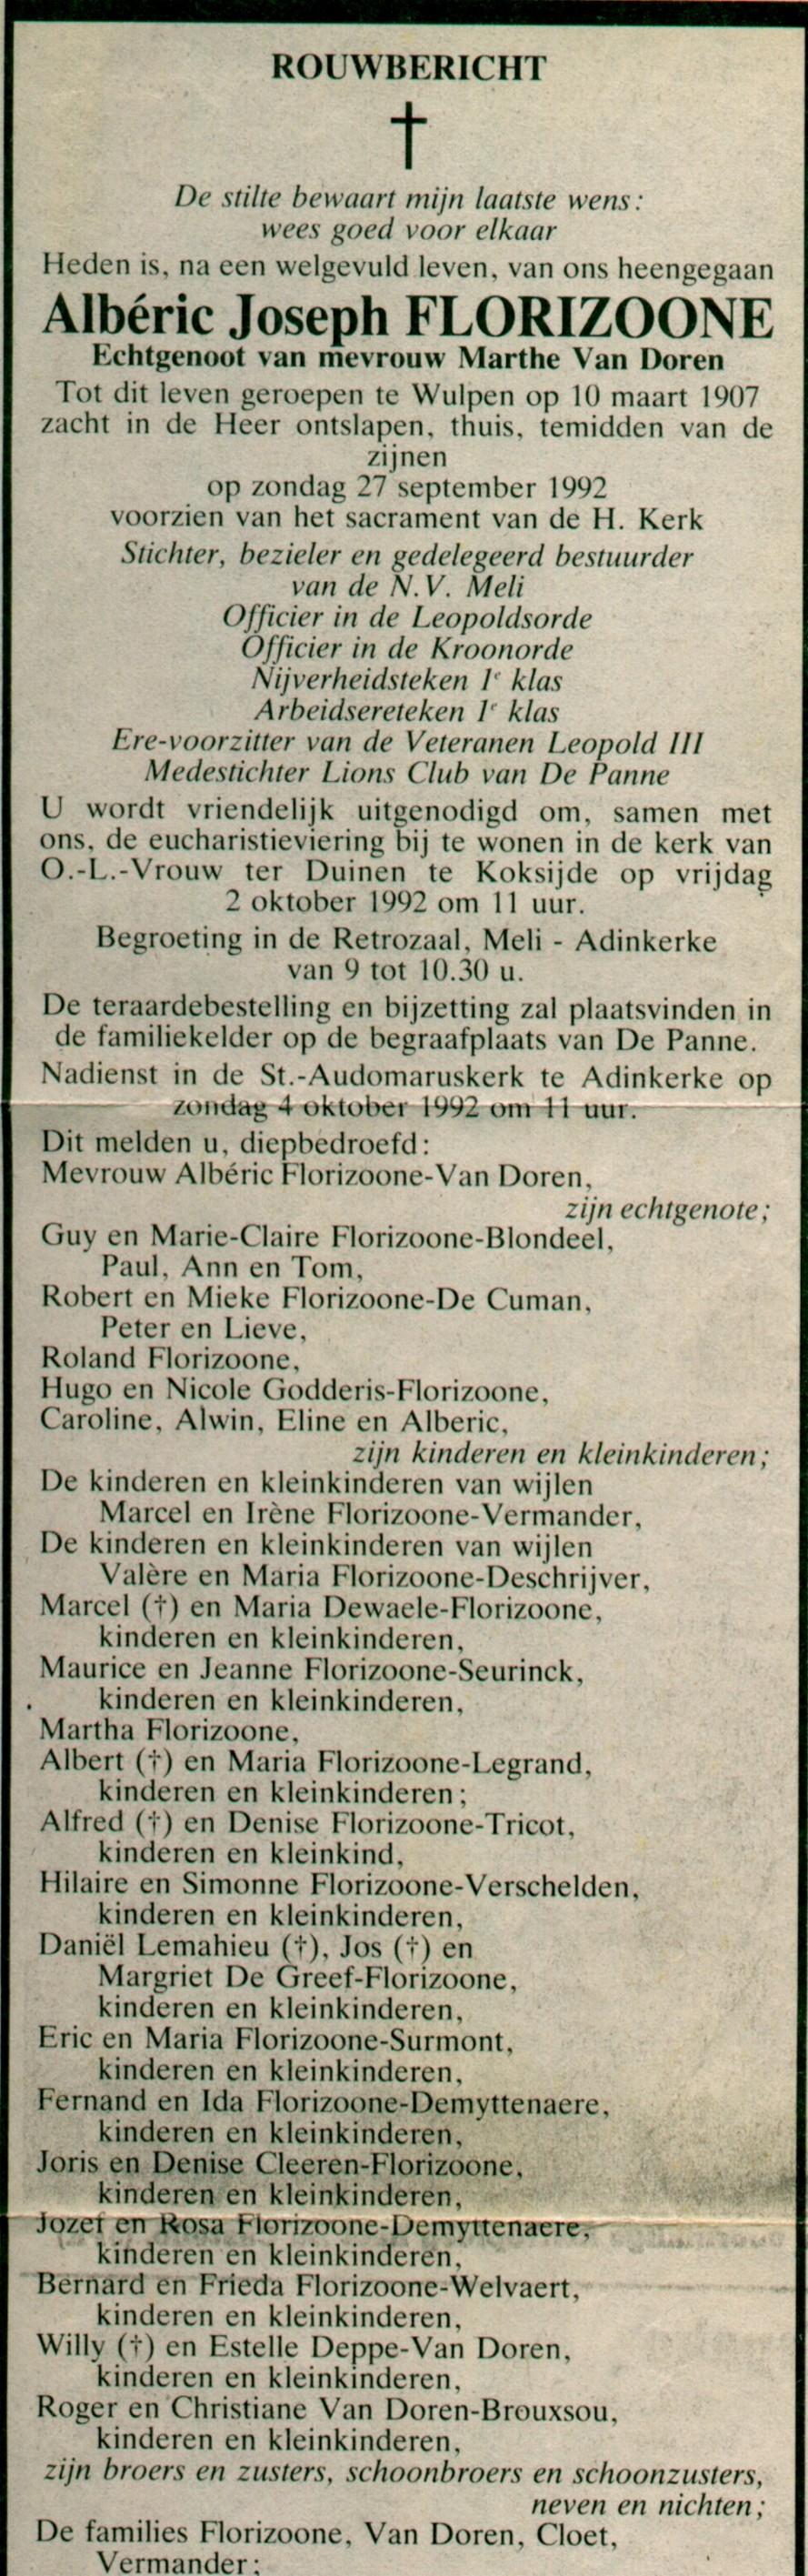 ROUWBERICHT
†
De stilte bewaart mijn laatste wens:
wees goed voor elkaar
Heden is, na een welgevuld leven, van ons heengegaan
Albéric Joseph FLORIZOONE
Echtgenoot van mevrouw Marthe Van Doren
Tot dit leven geroepen te Wulpen op 10 maart 1907
zacht in de Heer ontslapen, thuis, temidden van de
zijnen
op zondag 27 september 1992
voorzien van het sacrament van de H. Kerk
Stichter, bezieler en gedelegeerd bestuurder
van de N.V. Meli
Officier in de Leopoldsorde
Officier in de Kroonorde
Nijverheidsteken 1e klas
Arbeidsereteken 1e klas
Ere-voorzitter van de Veteranen Leopold III
Medestichter Lions Club van De Panne
U wordt vriendelijk uitgenodigd om, samen met
ons, de eucharistieviering bij te wonen in de kerk van
O.-L.-Vrouw ter Duinen te Koksijde op vrijdag
2 oktober 1992 om 11 uur.
Begroeting in de Retrozaal, Meli - Adinkerke
van 9 tot 10.30 u.
De teraardebestelling en bijzetting zal plaatsvinden in
de familiekelder op de begraafplaats van De Panne.
Nadienst in de St.-Audomaruskerk te Adinkerke op
zondag 4 oktober 1992 om 11 uur.
Dit melden u, diepbedroefd:
Mevrouw Albéric Florizoone-Van Doren,
zijn echtgenote;
Guy en Marie-Claire Florizoone-Blondeel,
Paul, Ann en Tom,
Robert en Mieke Florizoone-De Cuman,
Peter en Lieve,
Roland Florizoone,
Hugo en Nicole Godderis-Florizoone,
Caroline, Alwin, Eline en Alberic,
zijn kinderen en kleinkinderen;
De kinderen en kleinkinderen van wijlen
Marcel en Irène Florizoone-Vermander,
De kinderen en kleinkinderen van wijlen
Valère en Maria Florizoone-Deschrijver,
Marcel (†) en Maria Dewaele-Florizoone,
kinderen en kleinkinderen,
Maurice en Jeanne Florizoone-Seurinck,
kinderen en kleinkinderen,
Martha Florizoone,
Albert (†) en Maria Florizoone-Legrand,
kinderen en kleinkinderen;
Alfred (†) en Denise Florizoone-Tricot,
kinderen en kleinkind,
Hilaire en Simonne Florizoone-Verschelden,
kinderen en kleinkinderen,
Daniël Lemahieu (†), Jos (†) en
Margriet De Greef-Florizoone,
kinderen en kleinkinderen,
Eric en Maria Florizoone-Surmont,
kinderen en kleinkinderen,
Fernand en Ida Florizoone-Demyttenaere,
kinderen en kleinkinderen,
Joris en Denise Cleeren-Florizoone,
kinderen en kleinkinderen,
Jozef en Rosa Florizoone-Demyttenaere,
kinderen en kleinkinderen,
Bernard en Frieda Florizoone-Welvaert,
kinderen en kleinkinderen,
Willy (†) en Estelle Deppe-Van Doren,
kinderen en kleinkinderen,
Roger en Christiane Van Doren-Brouxsou,
kinderen en kleinkinderen,
zijn broers en zusters, schoonbroers en schoonzusters,
neven en nichten;
De families Florizoone, Van Doren, Cloet,
Vermander;